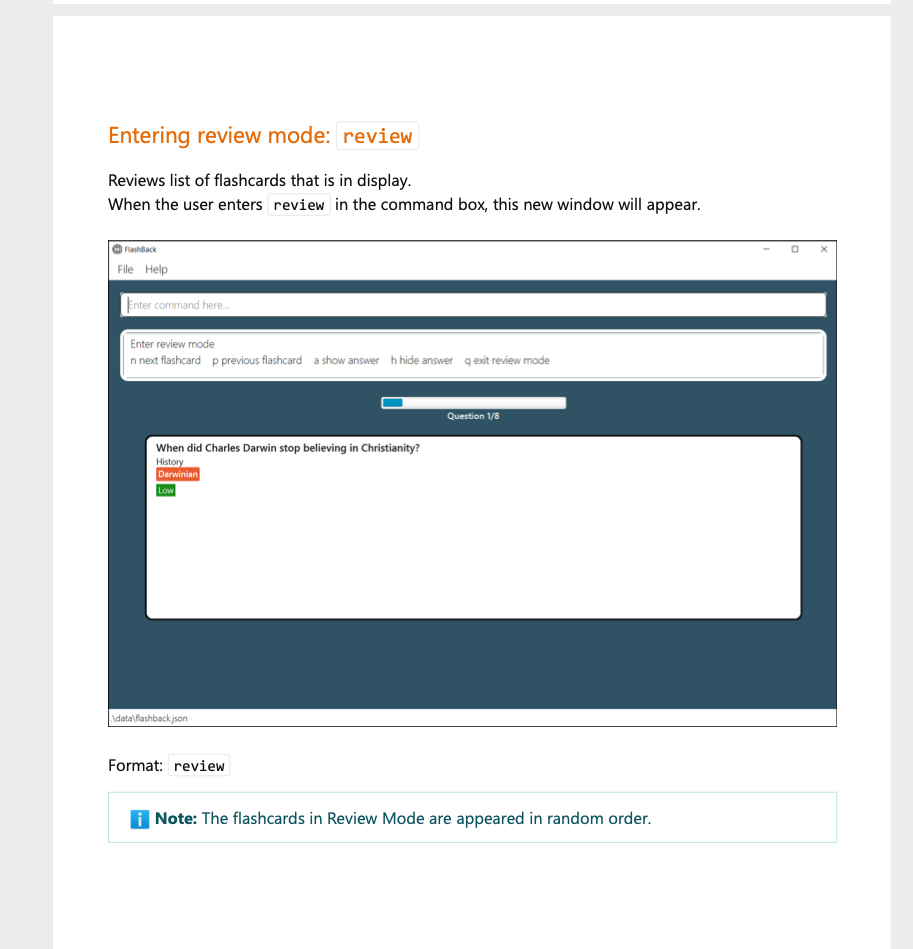 Entering review mode: review
Reviews list of flashcards that is in display.
When the user enters review in the command box, this new window will appear.
FlashBack
File Help
Enter command here...
Enter review mode
n next flashcard p previous flashcard a show answer h hide answer q exit review mode
Question 1/8
When did Charles Darwin stop believing in Christianity?
History
Darwinian
Low
.\data\flashback.json
Format: review
Note: The flashcards in Review Mode are appeared in random order.